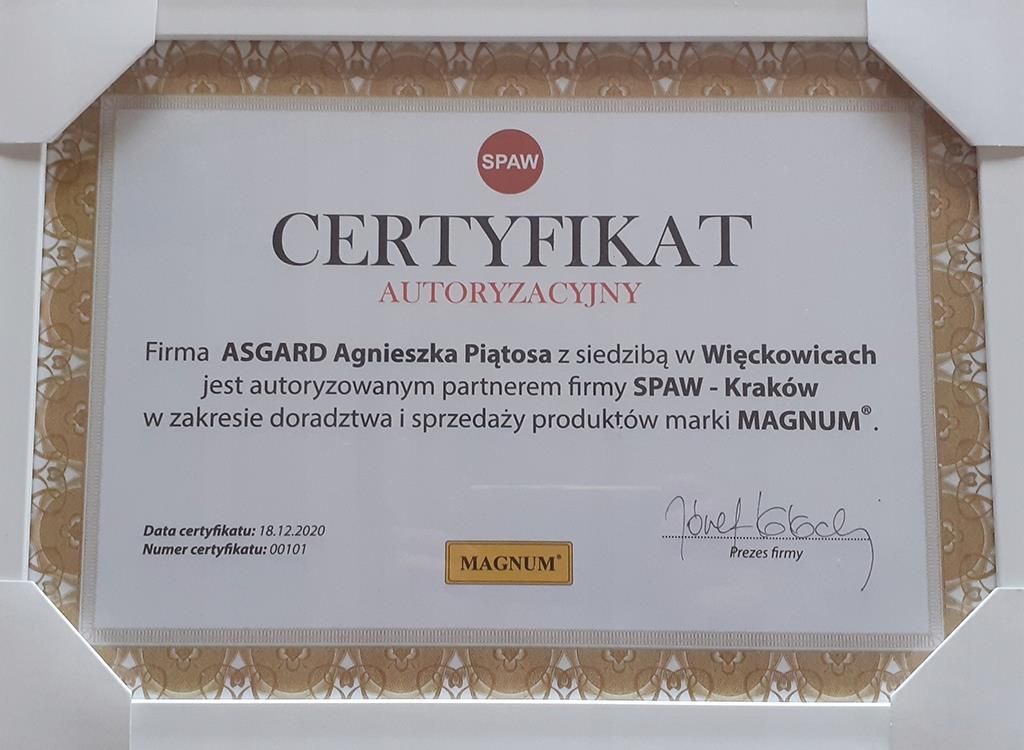 SPAW
CERTYFIKAT
AUTORYZACYJNY
Firma ASGARD Agnieszka Piątosa z siedzibą w Więckowicach
jest autoryzowanym partnerem firmy SPAW - Kraków
w zakresie doradztwa i sprzedaży produktów marki MAGNUM®.
Data certyfikatu: 18.12.2020
Numer certyfikatu: 00101
MAGNUM®
Józef
Prezes firmy